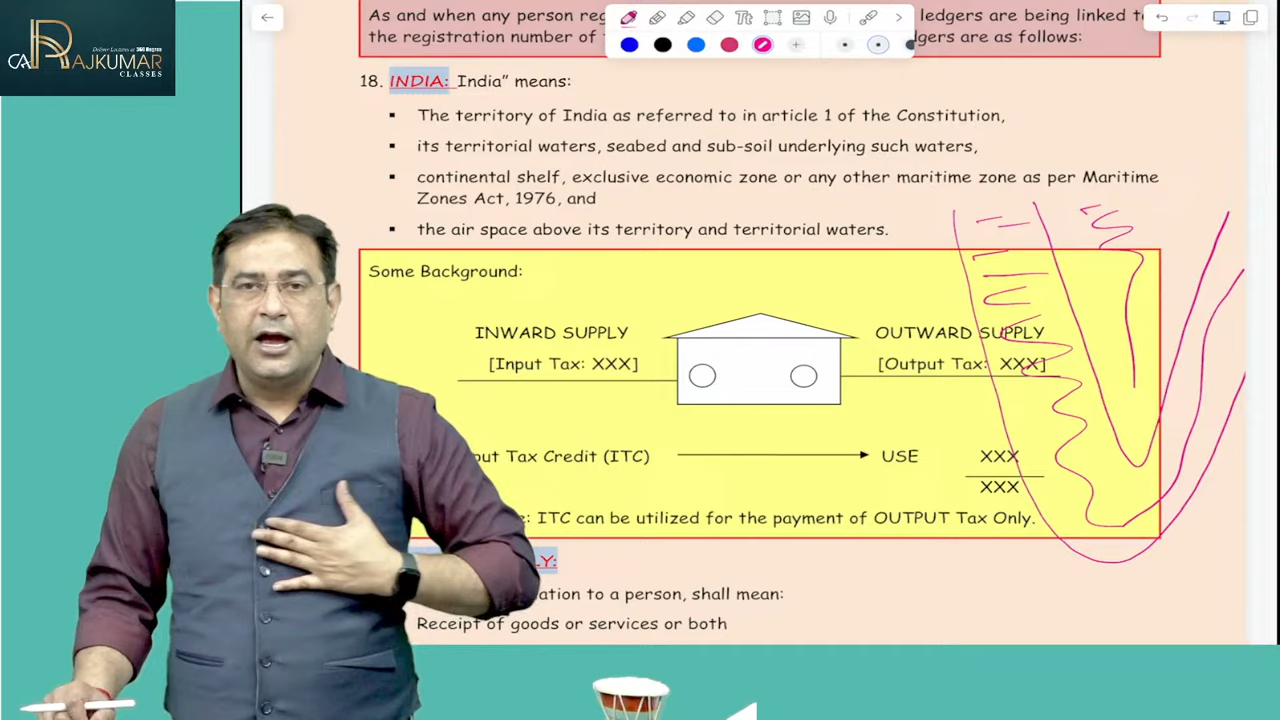 Deliver Lectures at 360 Degree
CA RAJKUMAR
CLASSES
As and when any person ledgers are being linked
the registration number of are as follows:
18. INDIA: India” means:
▪ The territory of India as referred to in article 1 of the Constitution,
▪ its territorial waters, seabed and sub-soil underlying such waters,
▪ continental shelf, exclusive economic zone or any other maritime zone as per Maritime
Zones Act, 1976, and
▪ the air space above its territory and territorial waters.
Some Background:
INWARD SUPPLY OUTWARD SUPPLY
[Input Tax: XXX] [Output Tax: XXX]
Tax Credit (ITC) USE XXX
XXX
: ITC can be utilized for the payment of OUTPUT Tax Only.
to a person, shall mean:
Receipt of goods or services or both